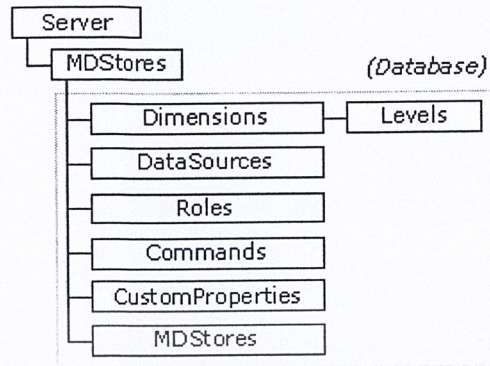 Server
MDStores
(Database)
Dimensions
Levels
DataSources
Roles
Commands
CustomProperties
MDStores